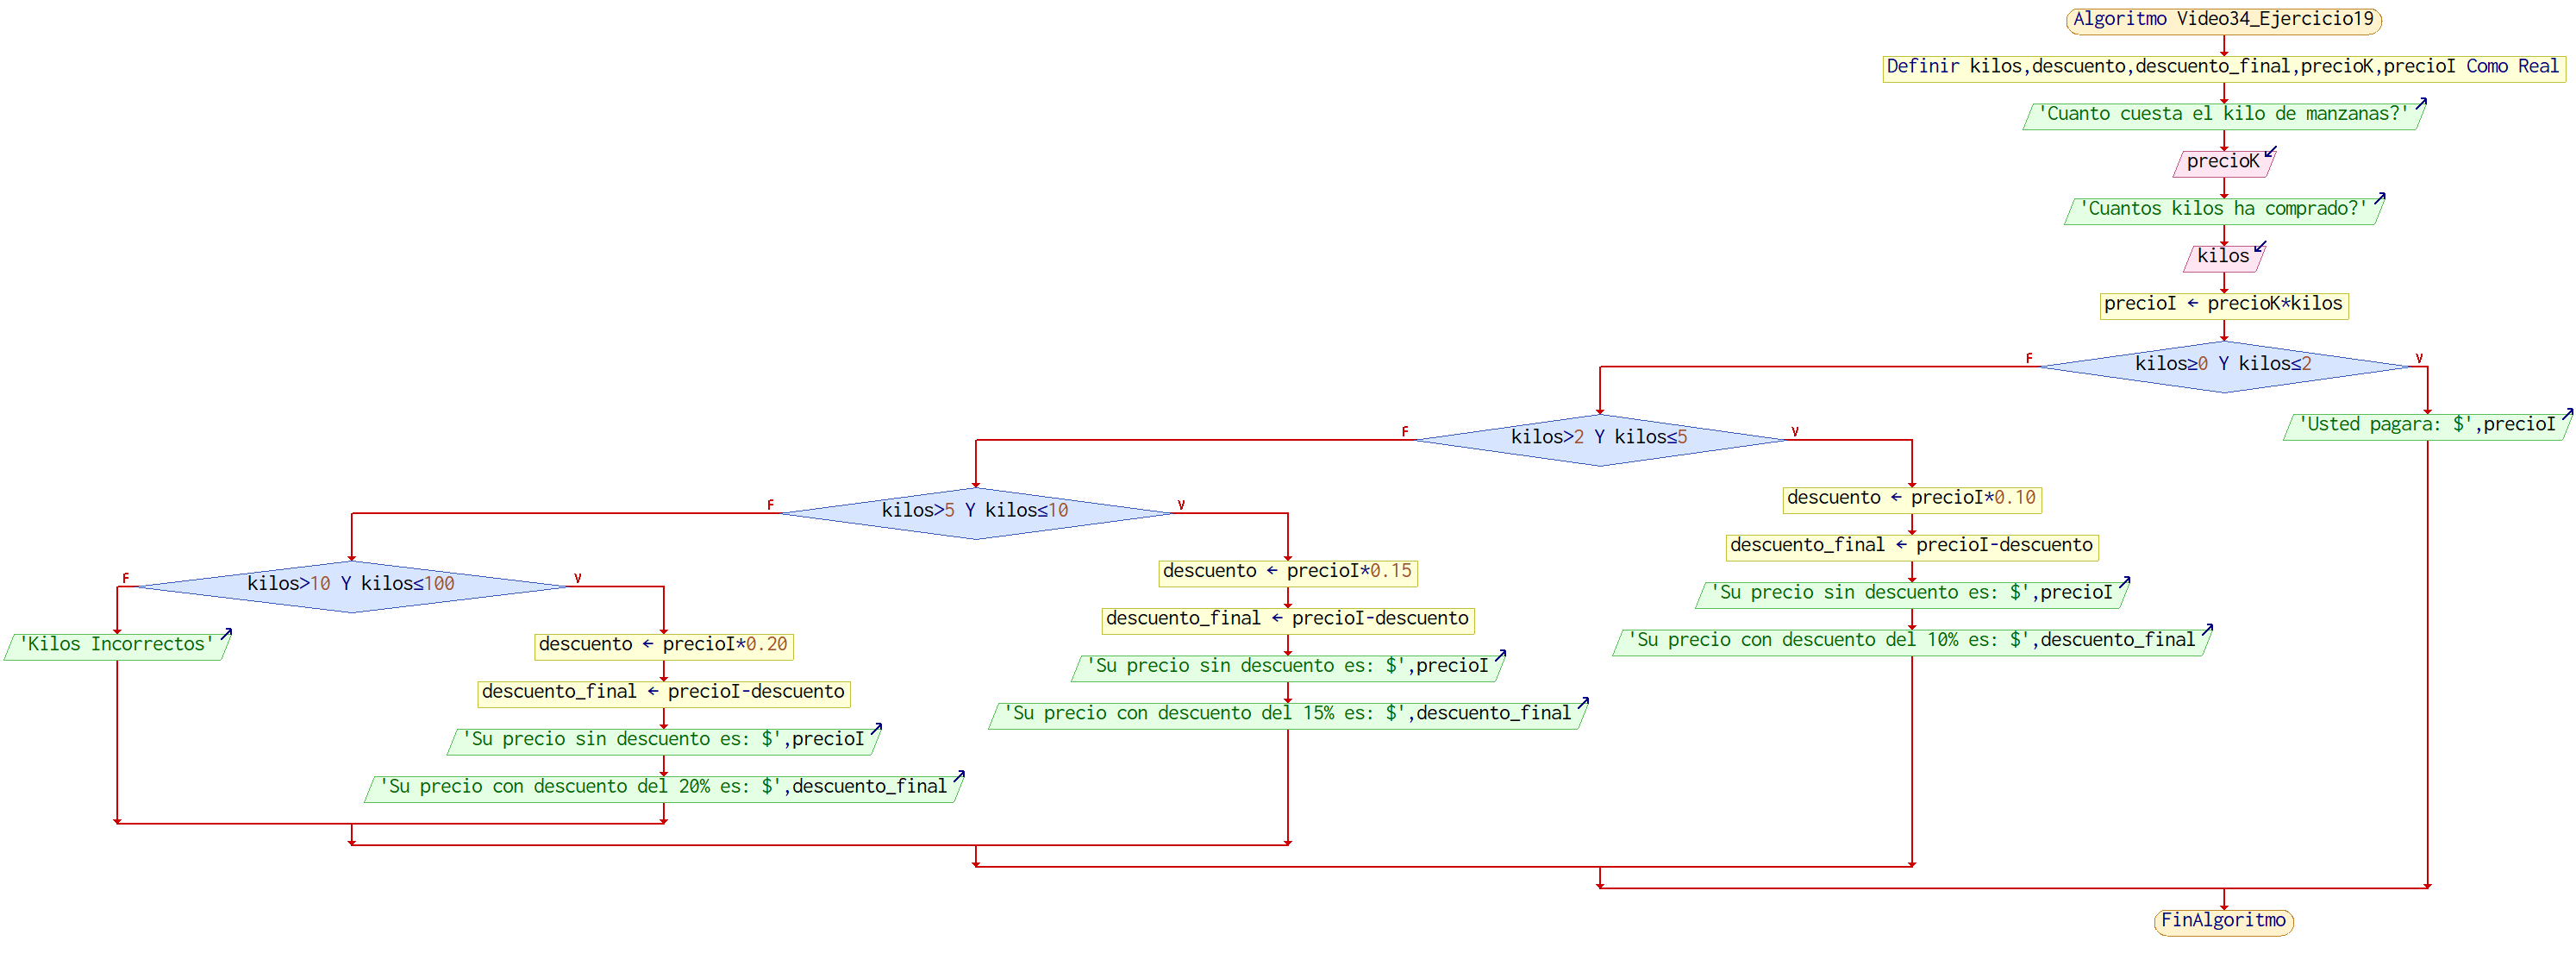 Algoritmo Video34_Ejercicio19
Definir kilos,descuento,descuento_final,precioK,precioI Como Real
'Cuanto cuesta el kilo de manzanas?'
precioK
'Cuantos kilos ha comprado?'
kilos
precioI ← precioK*kilos
F
kilos≥0 Y kilos≤2
V
'Usted pagara: $',precioI
F
kilos>2 Y kilos≤5
V
descuento ← precioI*0.10
descuento_final ← precioI-descuento
'Su precio sin descuento es: $',precioI
'Su precio con descuento del 10% es: $',descuento_final
F
kilos>5 Y kilos≤10
V
descuento ← precioI*0.15
descuento_final ← precioI-descuento
'Su precio sin descuento es: $',precioI
'Su precio con descuento del 15% es: $',descuento_final
F
kilos>10 Y kilos≤100
V
'Kilos Incorrectos'
descuento ← precioI*0.20
descuento_final ← precioI-descuento
'Su precio sin descuento es: $',precioI
'Su precio con descuento del 20% es: $',descuento_final
FinAlgoritmo